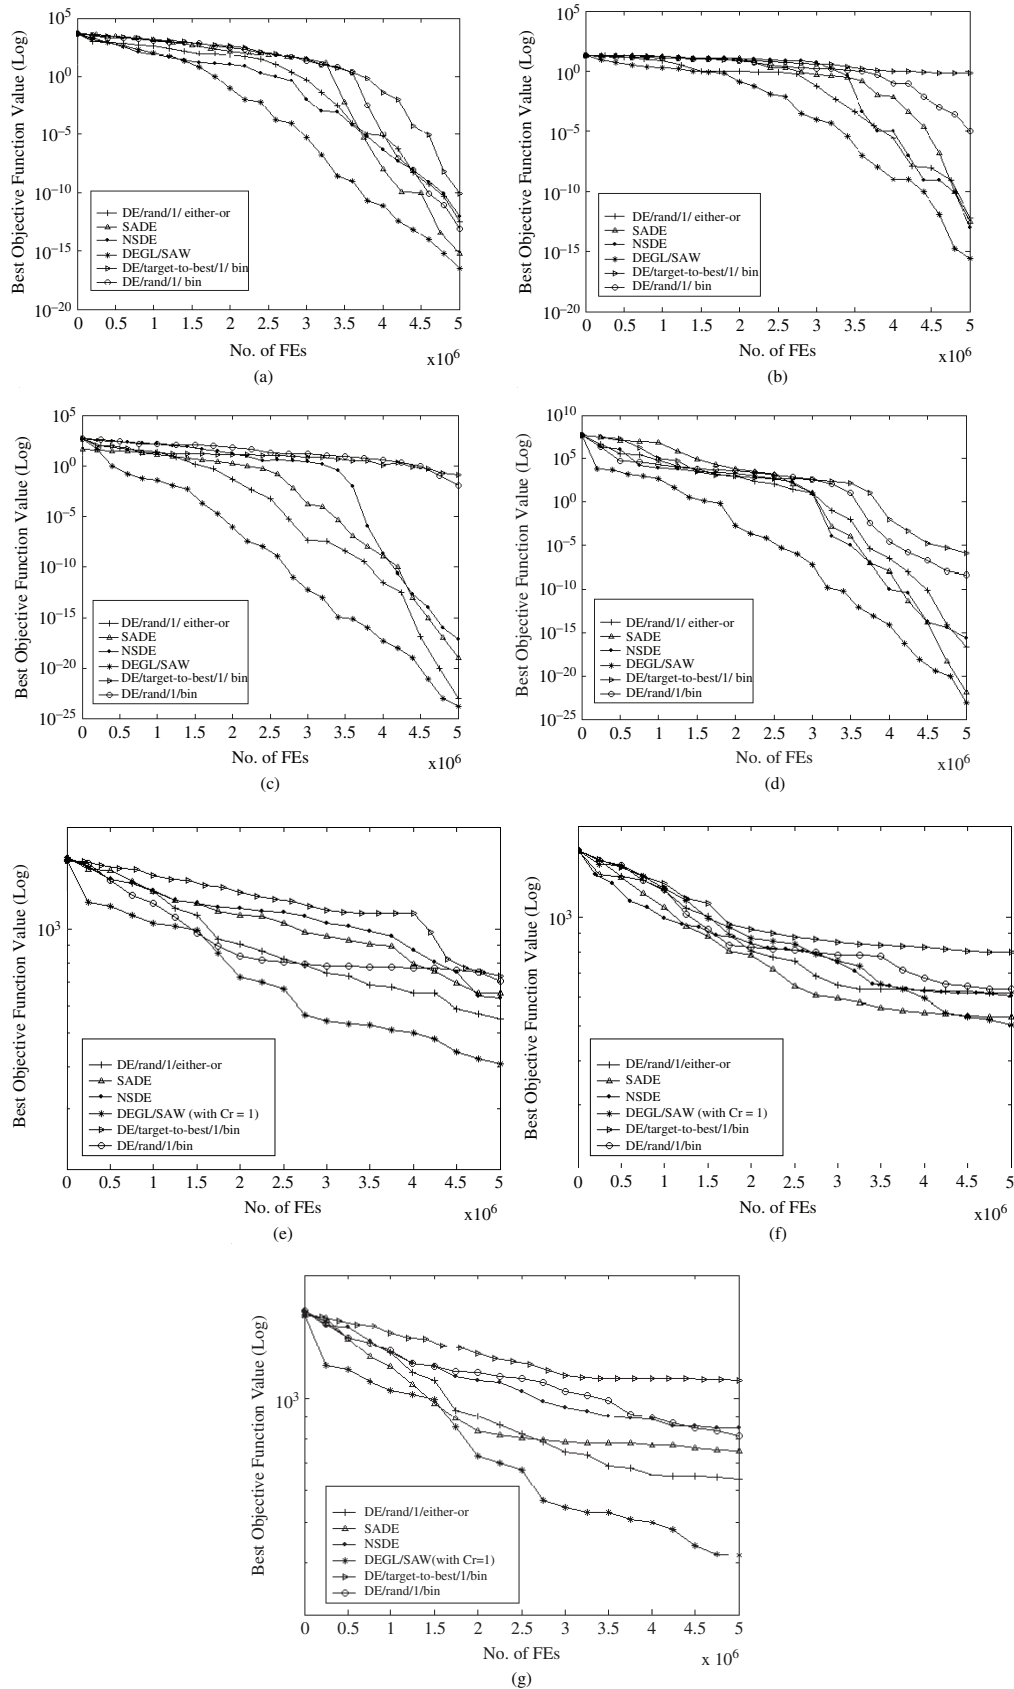 Best Objective Function Value (Log)
10^5
10^0
10^–5
10^–10
10^–15
10^–20
DE/rand/1/ either-or
SADE
NSDE
DEGL/SAW
DE/target-to-best/1/ bin
DE/rand/1/ bin
0 0.5 1 1.5 2 2.5 3 3.5 4 4.5 5
No. of FEs
x10^6
(a)
Best Objective Function Value (Log)
10^5
10^0
10^–5
10^–10
10^–15
10^–20
DE/rand/1/ either-or
SADE
NSDE
DEGL/SAW
DE/target-to-best/1/ bin
DE/rand/1/ bin
0 0.5 1 1.5 2 2.5 3 3.5 4 4.5 5
No. of FEs
x10^6
(b)
Best Objective Function Value (Log)
10^5
10^0
10^–5
10^–10
10^–15
10^–20
10^–25
DE/rand/1/ either-or
SADE
NSDE
DEGL/SAW
DE/target-to-best/1/ bin
DE/rand/1/bin
0 0.5 1 1.5 2 2.5 3 3.5 4 4.5 5
No. of FEs
x10^6
(c)
Best Objective Function Value (Log)
10^10
10^5
10^0
10^–5
10^–10
10^–15
10^–20
10^–25
DE/rand/1/ either-or
SADE
NSDE
DEGL/SAW
DE/target-to-best/1/ bin
DE/rand/1/bin
0 0.5 1 1.5 2 2.5 3 3.5 4 4.5 5
No. of FEs
x10^6
(d)
Best Objective Function Value (Log)
10^3
DE/rand/1/either-or
SADE
NSDE
DEGL/SAW (with Cr = 1)
DE/target-to-best/1/bin
DE/rand/1/bin
0 0.5 1 1.5 2 2.5 3 3.5 4 4.5 5
No. of FEs
x10^6
(e)
Best Objective Function Value (Log)
10^3
DE/rand/1/either-or
SADE
NSDE
DEGL/SAW (with Cr = 1)
DE/target-to-best/1/bin
DE/rand/1/bin
0 0.5 1 1.5 2 2.5 3 3.5 4 4.5 5
No. of FEs
x10^6
(f)
Best Objective Function Value (Log)
10^3
DE/rand/1/either-or
SADE
NSDE
DEGL/SAW(with Cr=1)
DE/target-to-best/1/bin
DE/rand/1/bin
0 0.5 1 1.5 2 2.5 3 3.5 4 4.5 5
No. of FEs
x 10^6
(g)